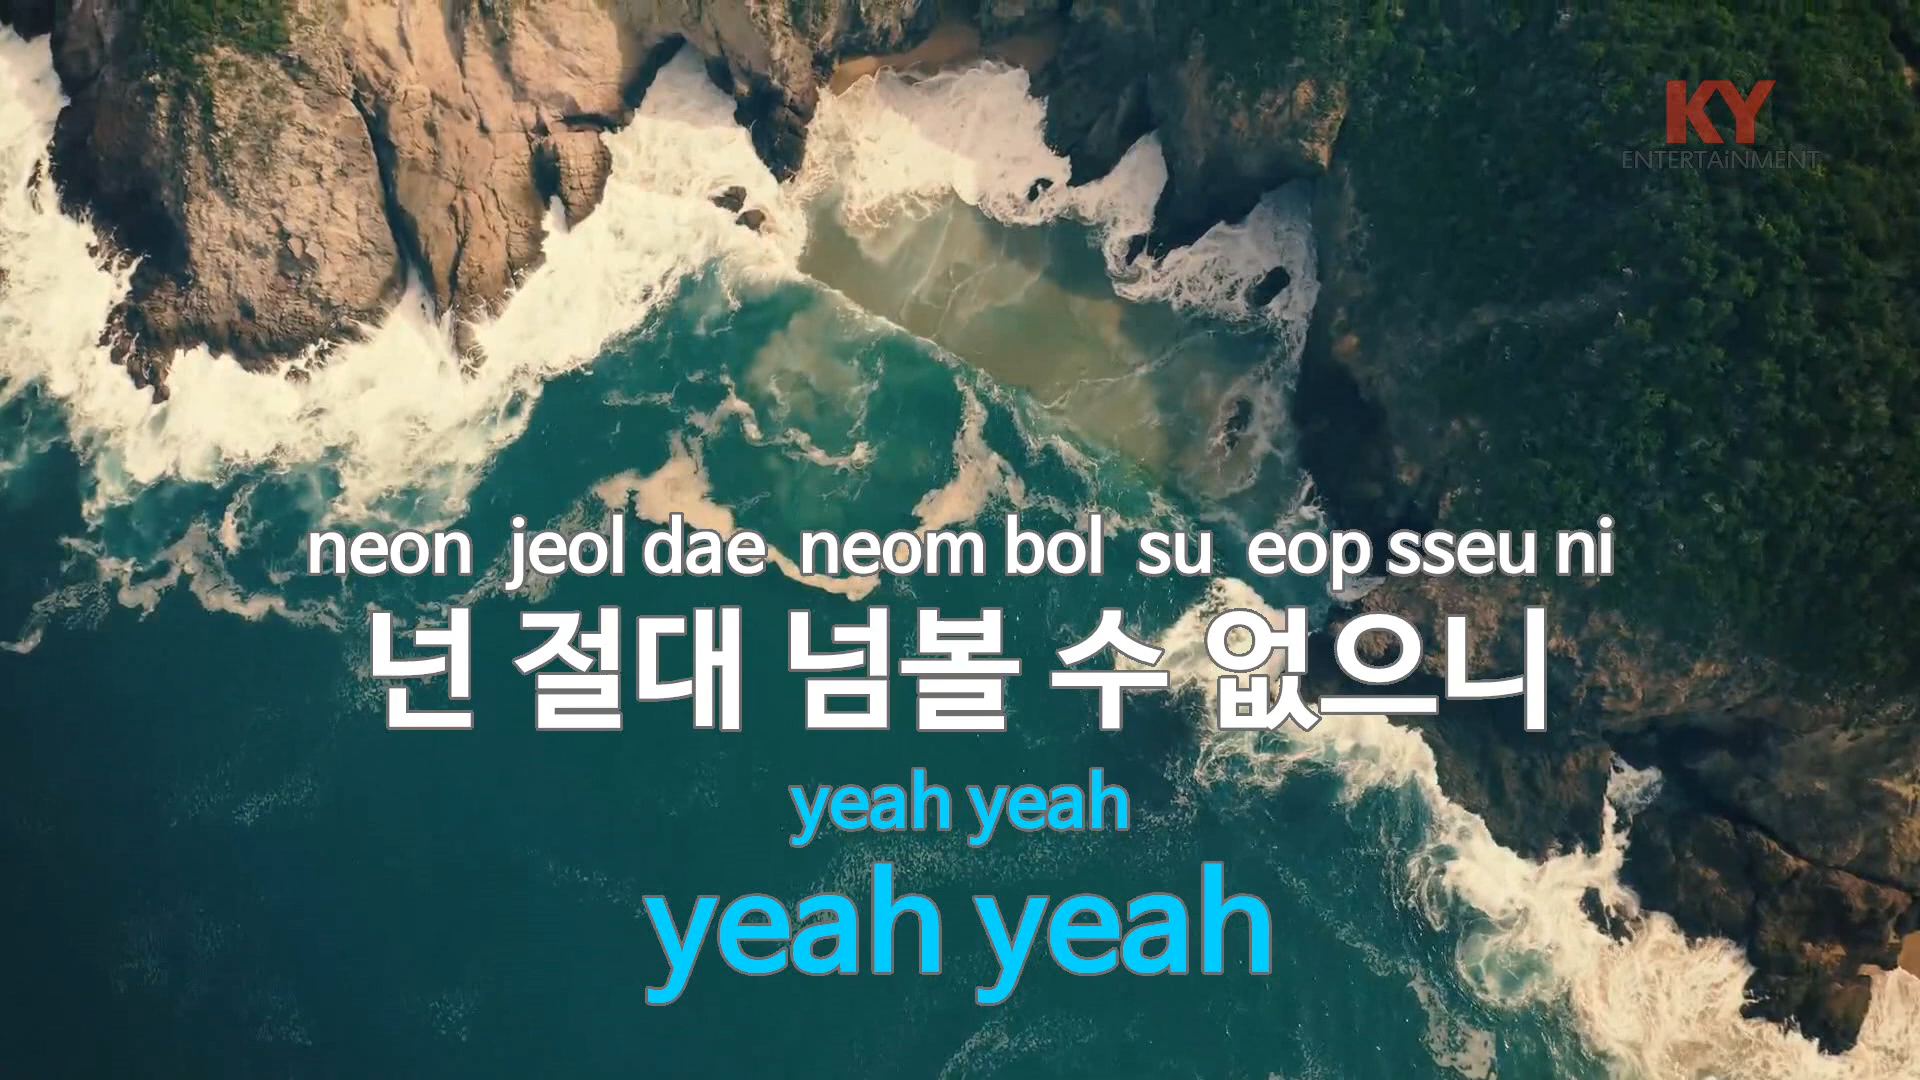 KY
ENTERTAiNMENT
neon jeol dae neom bol su eop sseu ni
넌 절대 넘볼 수 없으니
yeah yeah
yeah yeah